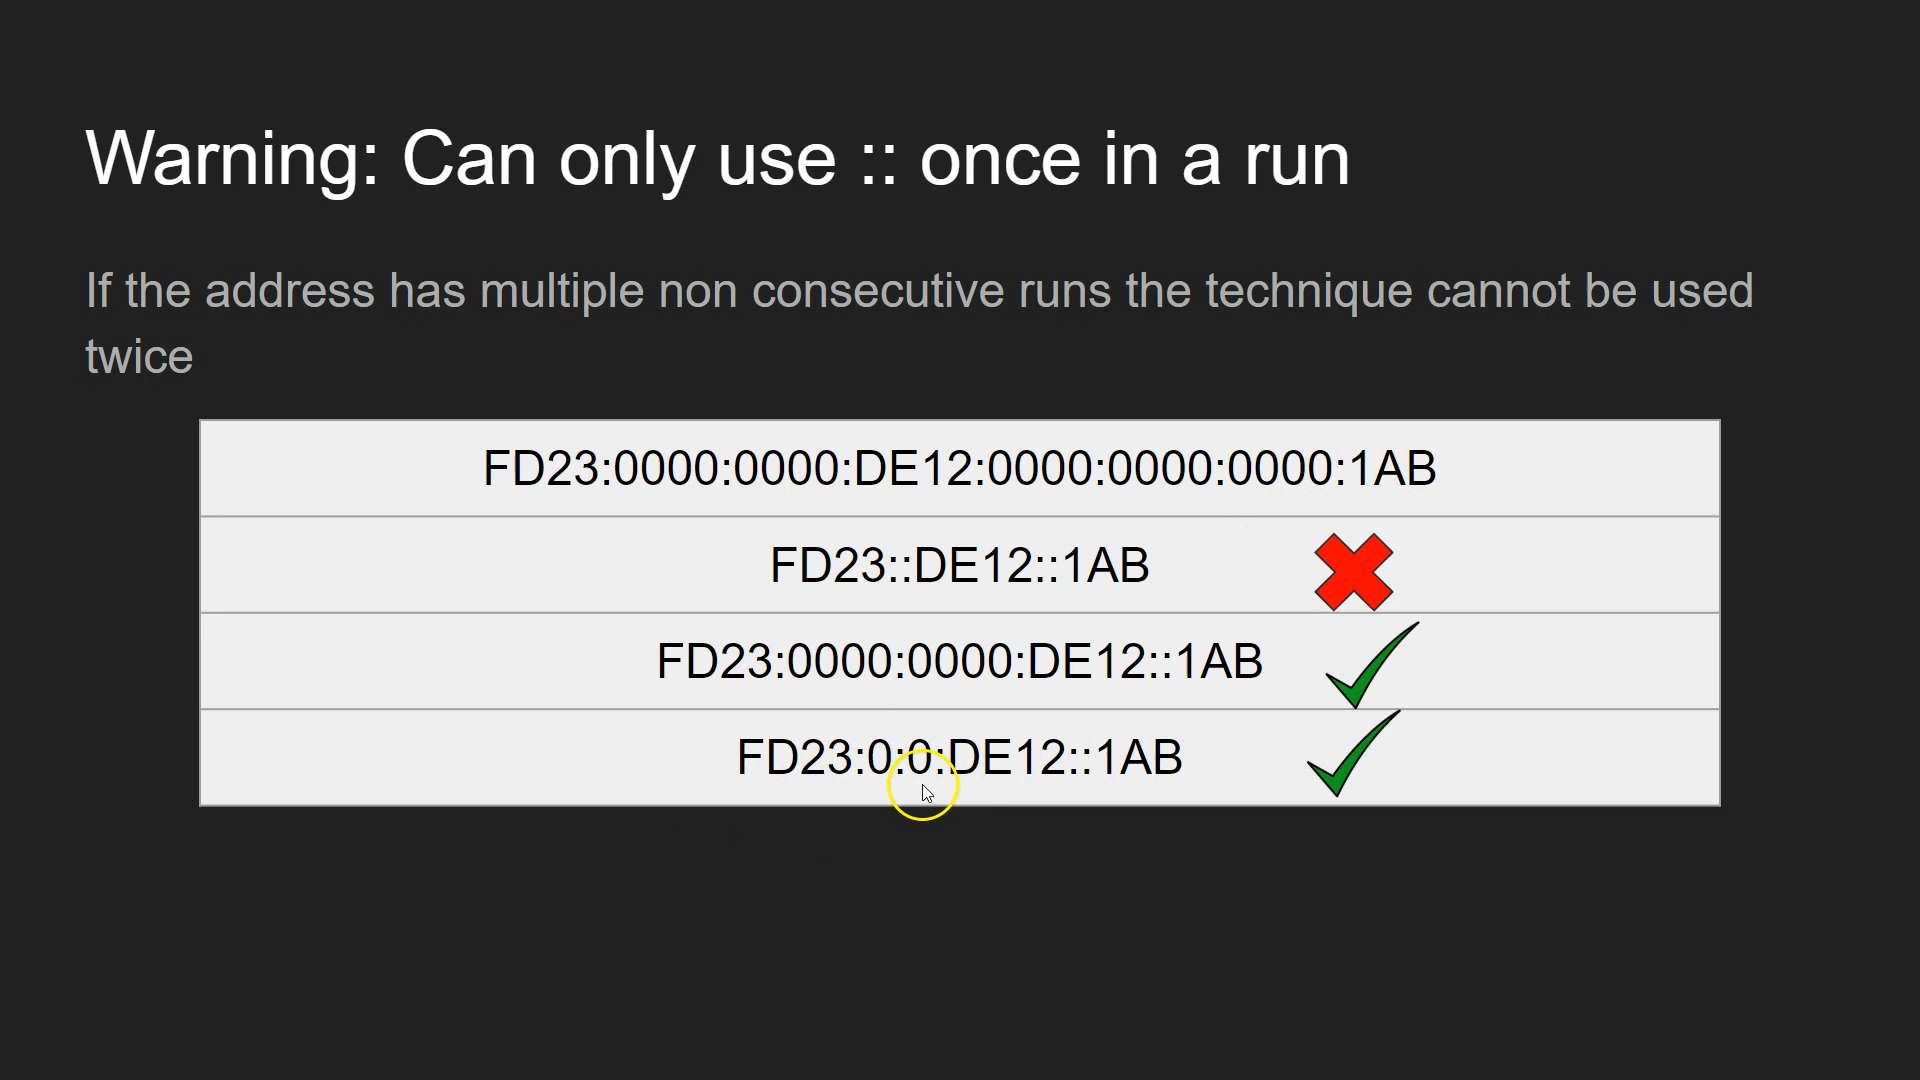 Warning: Can only use :: once in a run
If the address has multiple non consecutive runs the technique cannot be used
twice
FD23:0000:0000:DE12:0000:0000:0000:1AB
FD23::DE12::1AB
FD23:0000:0000:DE12::1AB
FD23:0:0:DE12::1AB